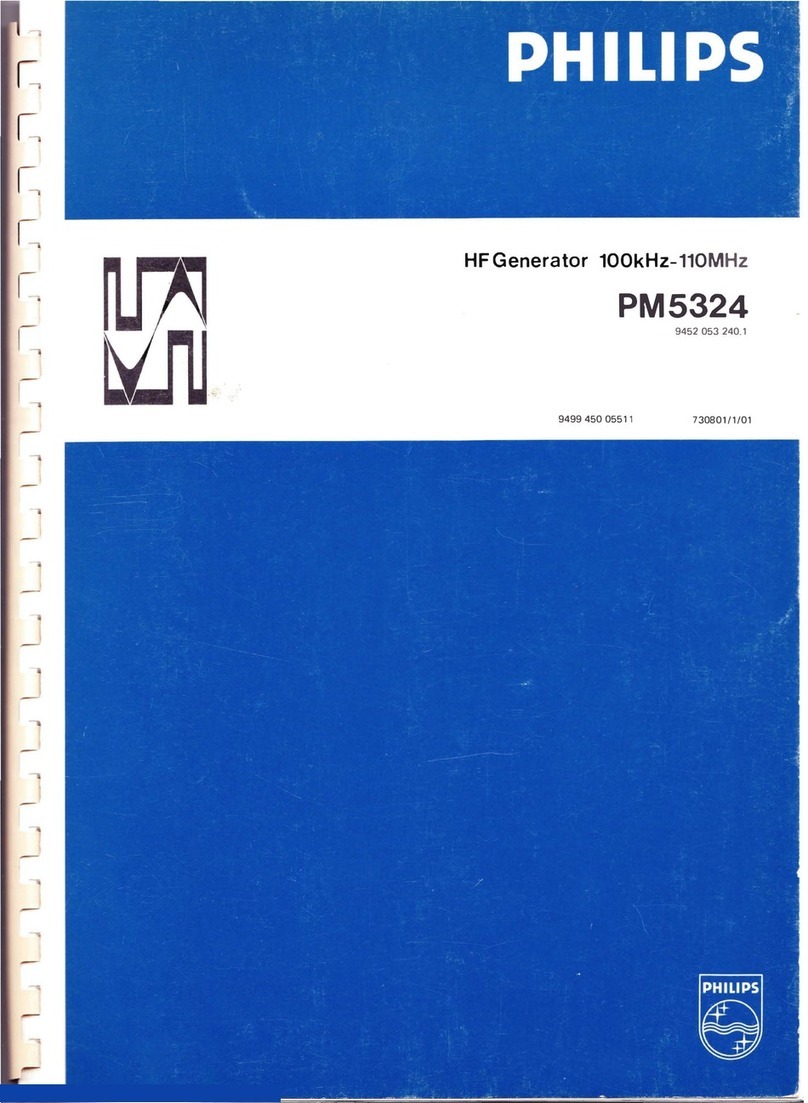 PHILIPS
HF Generator 100kHz-110MHz
PM5324
9452 053 240.1
9499 450 05511 730801/1/01
PHILIPS